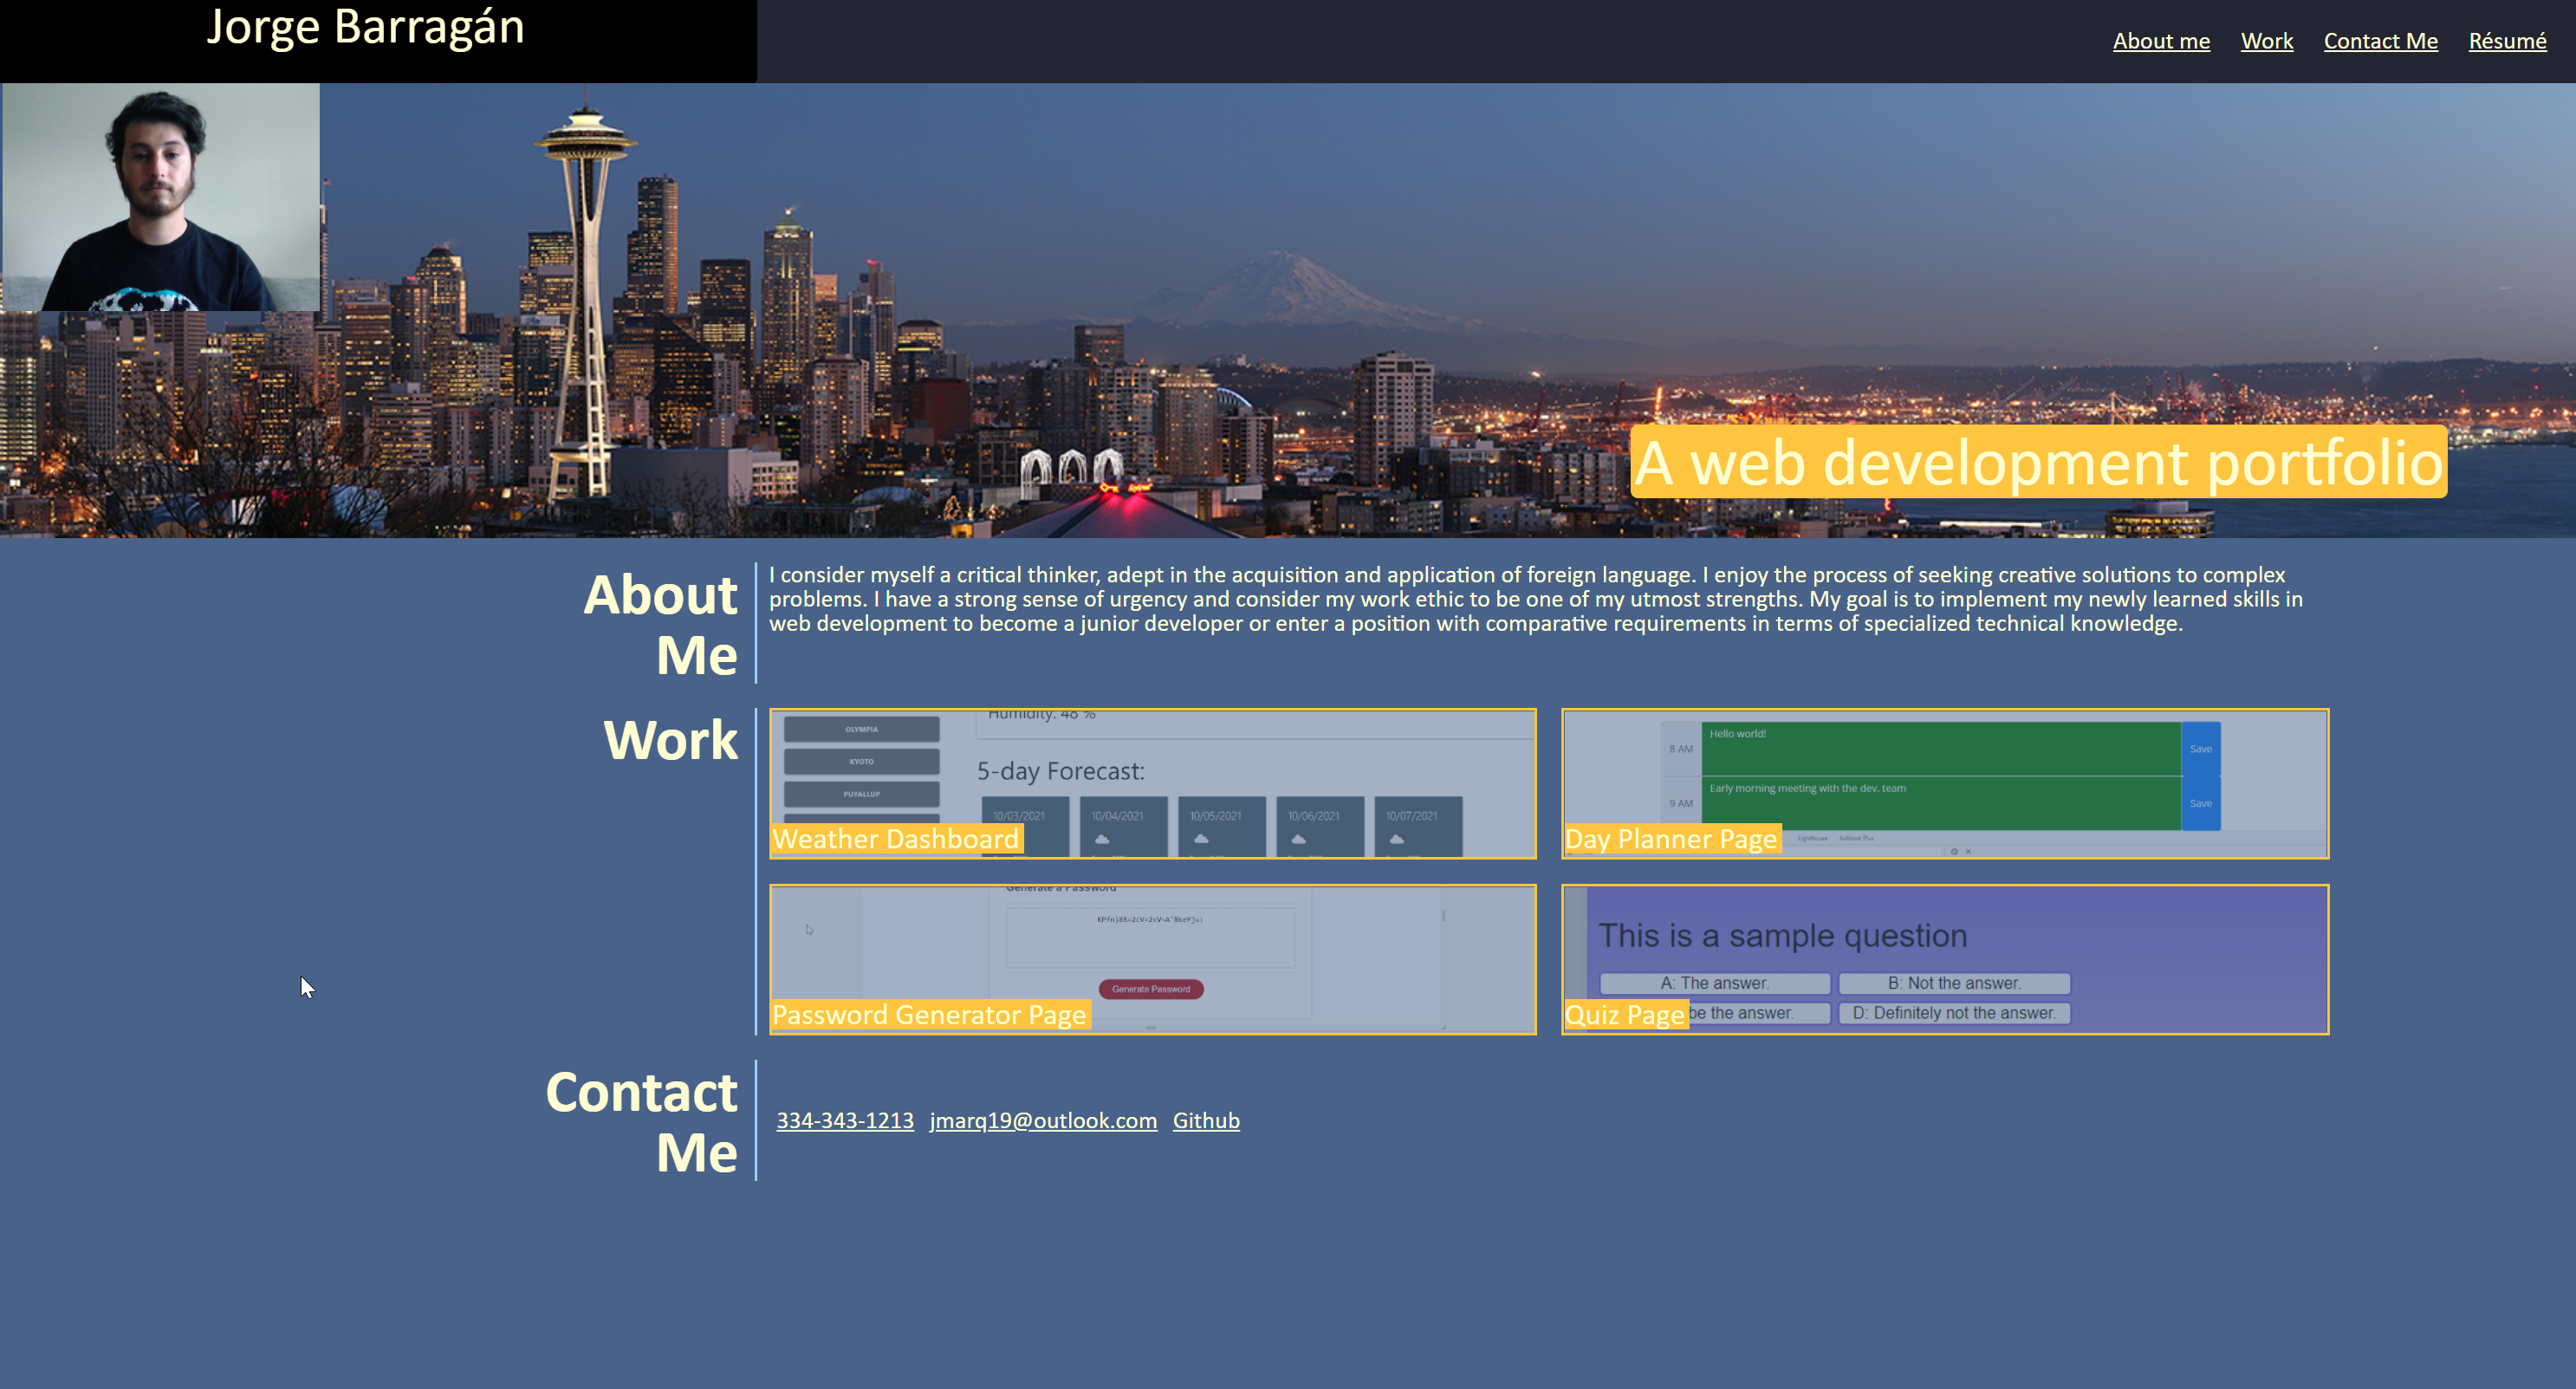 Jorge Barragán
About me Work Contact Me Résumé
A web development portfolio
About
Me
I consider myself a critical thinker, adept in the acquisition and application of foreign language. I enjoy the process of seeking creative solutions to complex
problems. I have a strong sense of urgency and consider my work ethic to be one of my utmost strengths. My goal is to implement my newly learned skills in
web development to become a junior developer or enter a position with comparative requirements in terms of specialized technical knowledge.
Work
Humidity: 48 %
OLYMPIA
KYOTO
PUYALLUP
5-day Forecast:
10/03/2021 10/04/2021 10/05/2021 10/06/2021 10/07/2021
Weather Dashboard
8 AM Hello world! Save
9 AM Early morning meeting with the dev. team Save
Lighthouse Adblock Plus
Day Planner Page
Generate a Password
Generate Password
Password Generator Page
This is a sample question
A: The answer. B: Not the answer.
be the answer. D: Definitely not the answer.
Quiz Page
Contact
Me
334-343-1213 jmarq19@outlook.com Github